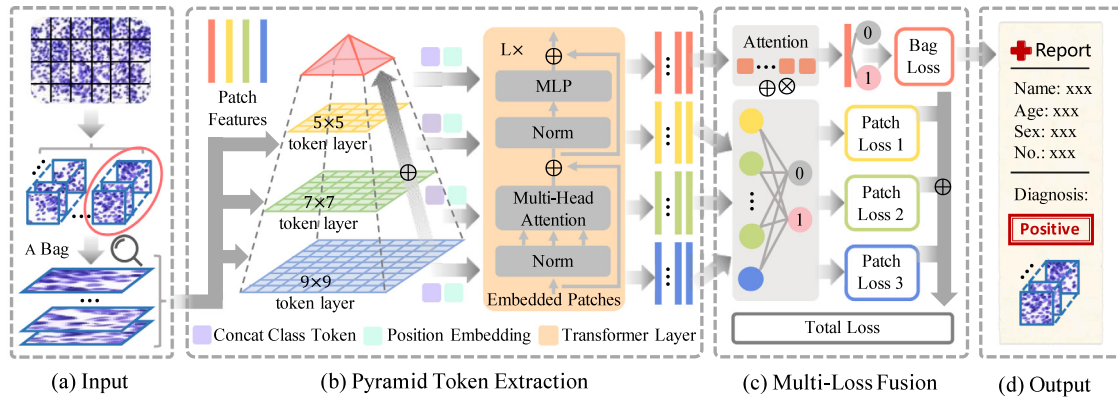 A Bag
(a) Input
Patch
Features
5×5
token layer
7×7
token layer
9×9
token layer
L×
MLP
Norm
Multi-Head
Attention
Norm
Embedded Patches
Concat Class Token
Position Embedding
Transformer Layer
(b) Pyramid Token Extraction
Attention
0
1
Bag
Loss
0
1
Patch
Loss 1
Patch
Loss 2
Patch
Loss 3
Total Loss
(c) Multi-Loss Fusion
Report
Name: xxx
Age: xxx
Sex: xxx
No.: xxx
Diagnosis:
Positive
(d) Output